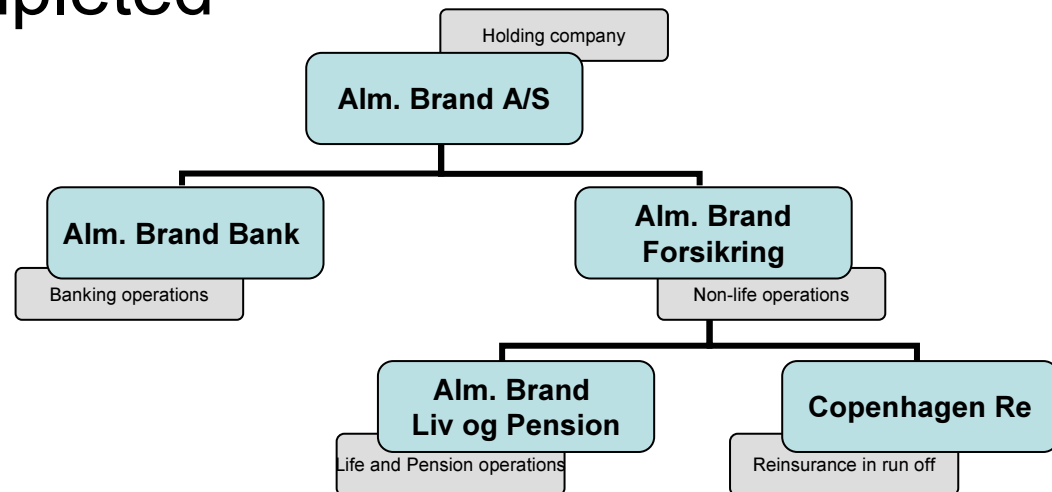 Holding company
Alm. Brand A/S
Alm. Brand Bank
Banking operations
Alm. Brand
Forsikring
Non-life operations
Alm. Brand
Liv og Pension
Life and Pension operations
Copenhagen Re
Reinsurance in run off